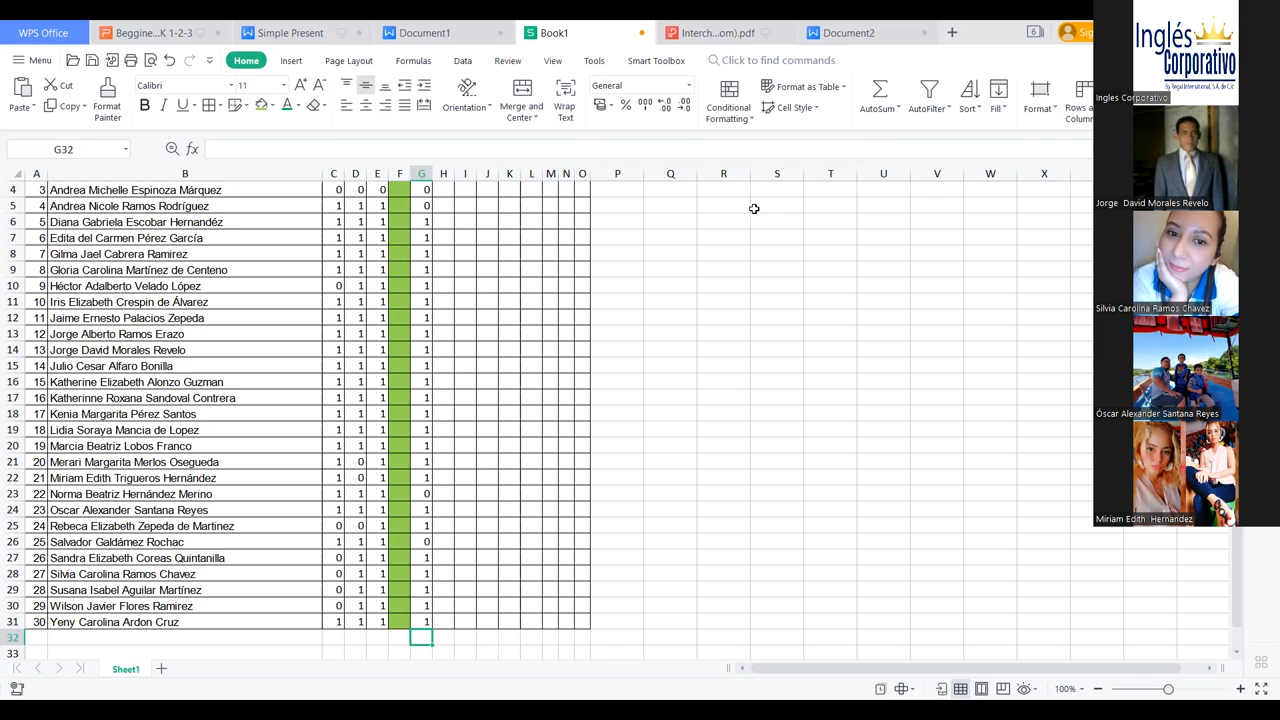 WPS Office Beggine...K 1-2-3 Simple Present Document1 Book1 Interch...om).pdf Document2 + 6 Sig
Menu Home Insert Page Layout Formulas Data Review View Tools Smart Toolbox Click to find commands
Paste Cut Copy Format Painter Calibri 11 B I U A Orientation Merge and Center Wrap Text General Conditional Formatting Format as Table Cell Style AutoSum AutoFilter Sort Fill Format Rows a Column
G32 fx
A B C D E F G H I J K L M N O P Q R S T U V W X
4 3 Andrea Michelle Espinoza Márquez 0 0 0 0
5 4 Andrea Nicole Ramos Rodríguez 1 1 1 0
6 5 Diana Gabriela Escobar Hernandéz 1 1 1 1
7 6 Edita del Carmen Pérez García 1 1 1 1
8 7 Gilma Jael Cabrera Ramirez 1 1 1 1
9 8 Gloria Carolina Martínez de Centeno 1 1 1 1
10 9 Héctor Adalberto Velado López 0 1 1 1
11 10 Iris Elizabeth Crespin de Álvarez 1 1 1 1
12 11 Jaime Ernesto Palacios Zepeda 1 1 1 1
13 12 Jorge Alberto Ramos Erazo 1 1 1 1
14 13 Jorge David Morales Revelo 1 1 1 1
15 14 Julio Cesar Alfaro Bonilla 1 1 1 1
16 15 Katherine Elizabeth Alonzo Guzman 1 1 1 1
17 16 Katherinne Roxana Sandoval Contrera 1 1 1 1
18 17 Kenia Margarita Pérez Santos 1 1 1 1
19 18 Lidia Soraya Mancia de Lopez 1 1 1 1
20 19 Marcia Beatriz Lobos Franco 1 1 1 1
21 20 Merari Margarita Merlos Osegueda 1 0 1 1
22 21 Miriam Edith Trigueros Hernández 1 0 1 1
23 22 Norma Beatriz Hernández Merino 1 1 1 0
24 23 Oscar Alexander Santana Reyes 1 1 1 1
25 24 Rebeca Elizabeth Zepeda de Martinez 0 0 1 1
26 25 Salvador Galdámez Rochac 1 1 1 0
27 26 Sandra Elizabeth Coreas Quintanilla 0 1 1 1
28 27 Silvia Carolina Ramos Chavez 0 1 1 1
29 28 Susana Isabel Aguilar Martínez 0 1 1 1
30 29 Wilson Javier Flores Ramirez 0 1 1 1
31 30 Yeny Carolina Ardon Cruz 1 1 1 1
32
33
Sheet1
100%
Inglés
Corporativo
By Regal International, S.A. de C.V.
Ingles Corporativo
Jorge David Morales Revelo
Silvia Carolina Ramos Chavez
Óscar Alexander Santana Reyes
Miriam Edith Hernandez